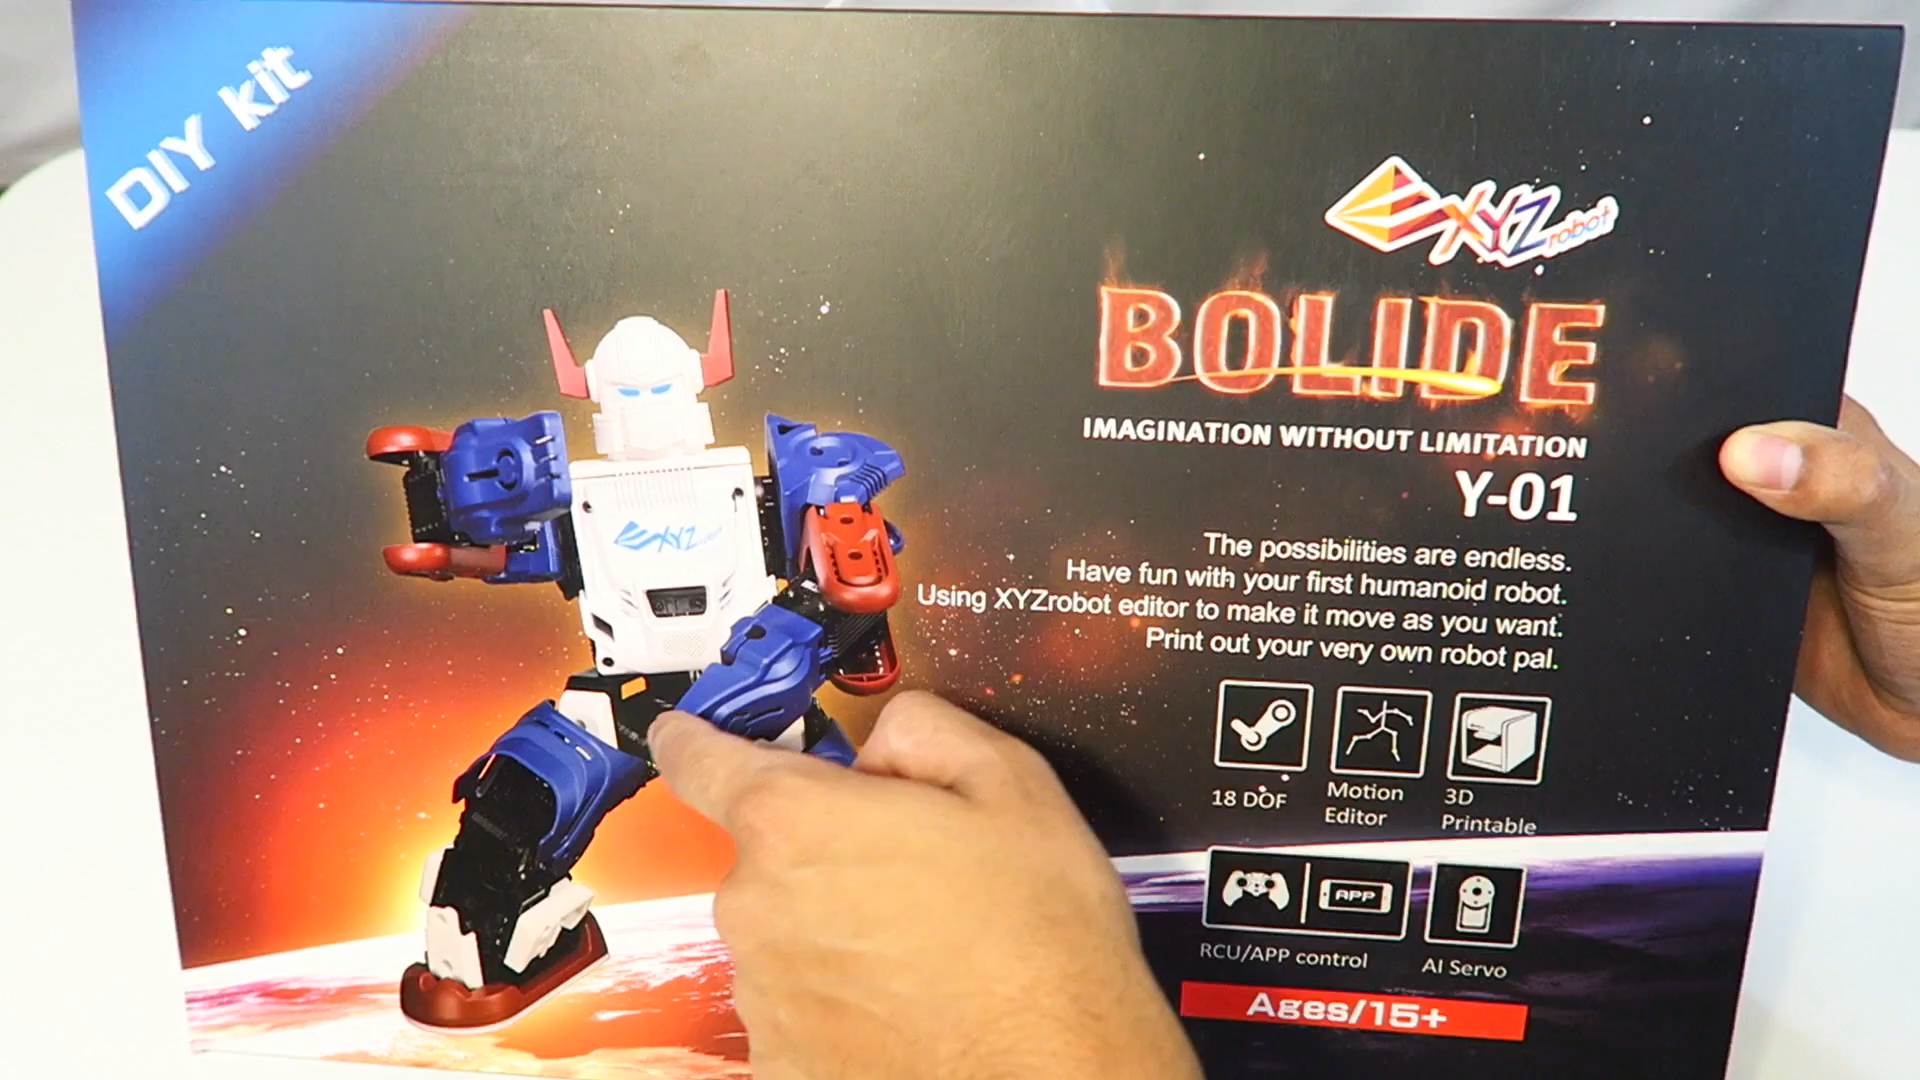 DIY kit
XYZrobot
BOLIDE
IMAGINATION WITHOUT LIMITATION
Y-01
The possibilities are endless.
Have fun with your first humanoid robot.
Using XYZrobot editor to make it move as you want.
Print out your very own robot pal.
XYZrobot
18 DOF
Motion
Editor
3D
Printable
APP
RCU/APP control
AI Servo
Ages/15+